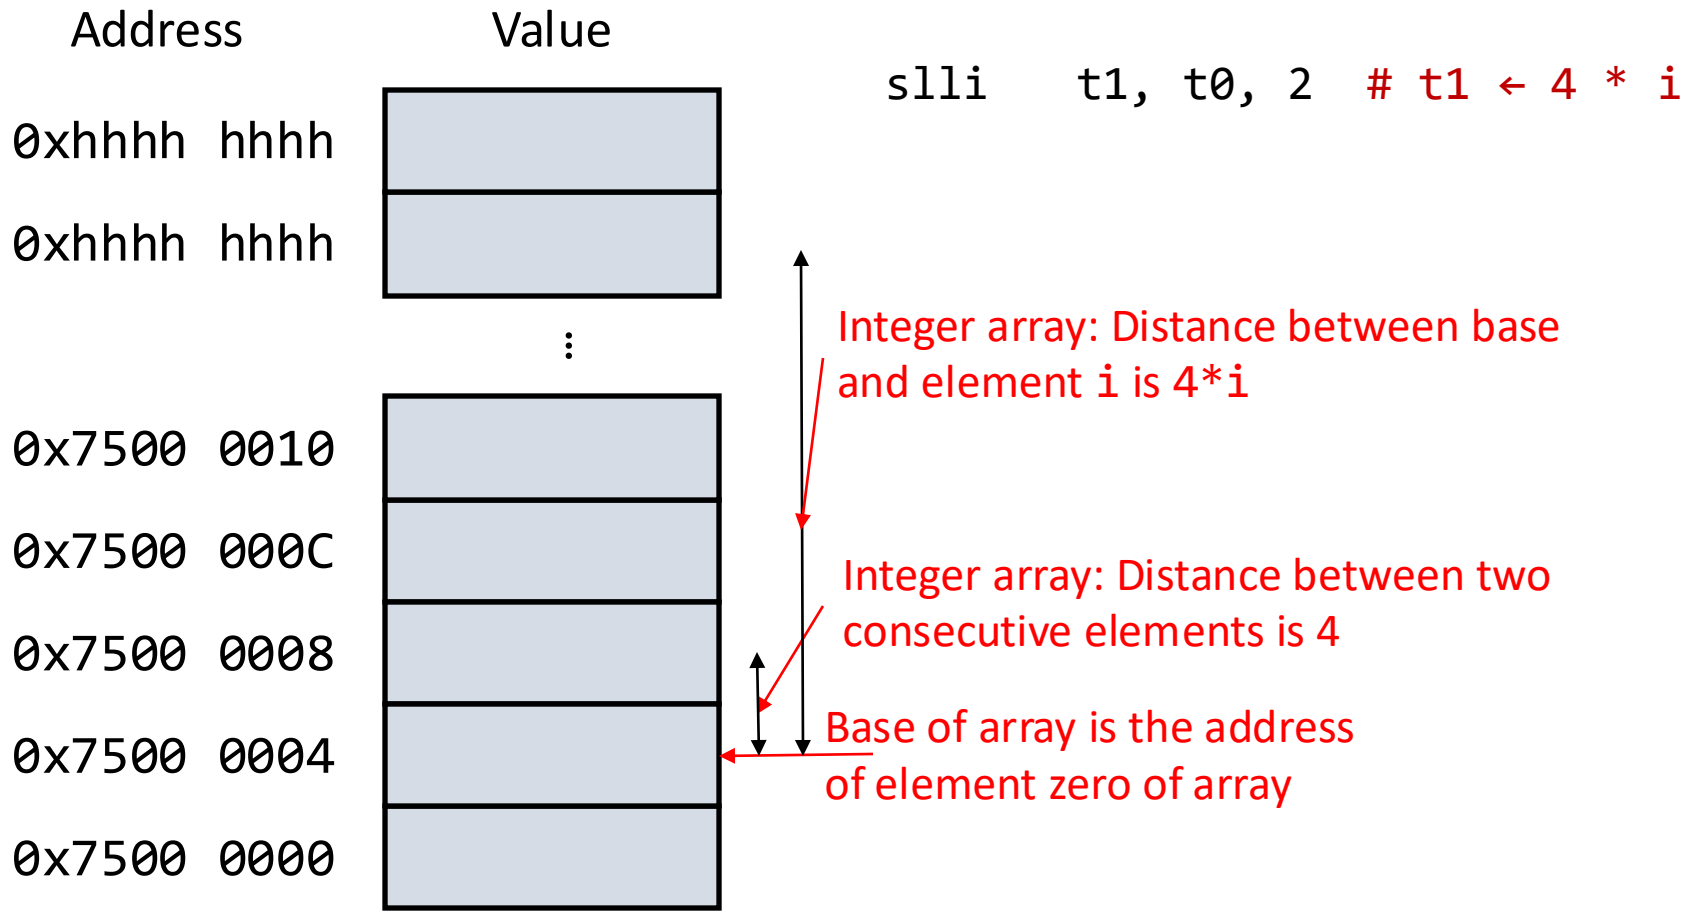 Address Value
slli t1, t0, 2 # t1 ← 4 * i
0xhhhh hhhh
0xhhhh hhhh
⋮
Integer array: Distance between base
and element i is 4*i
0x7500 0010
0x7500 000C
Integer array: Distance between two
consecutive elements is 4
0x7500 0008
Base of array is the address
of element zero of array
0x7500 0004
0x7500 0000